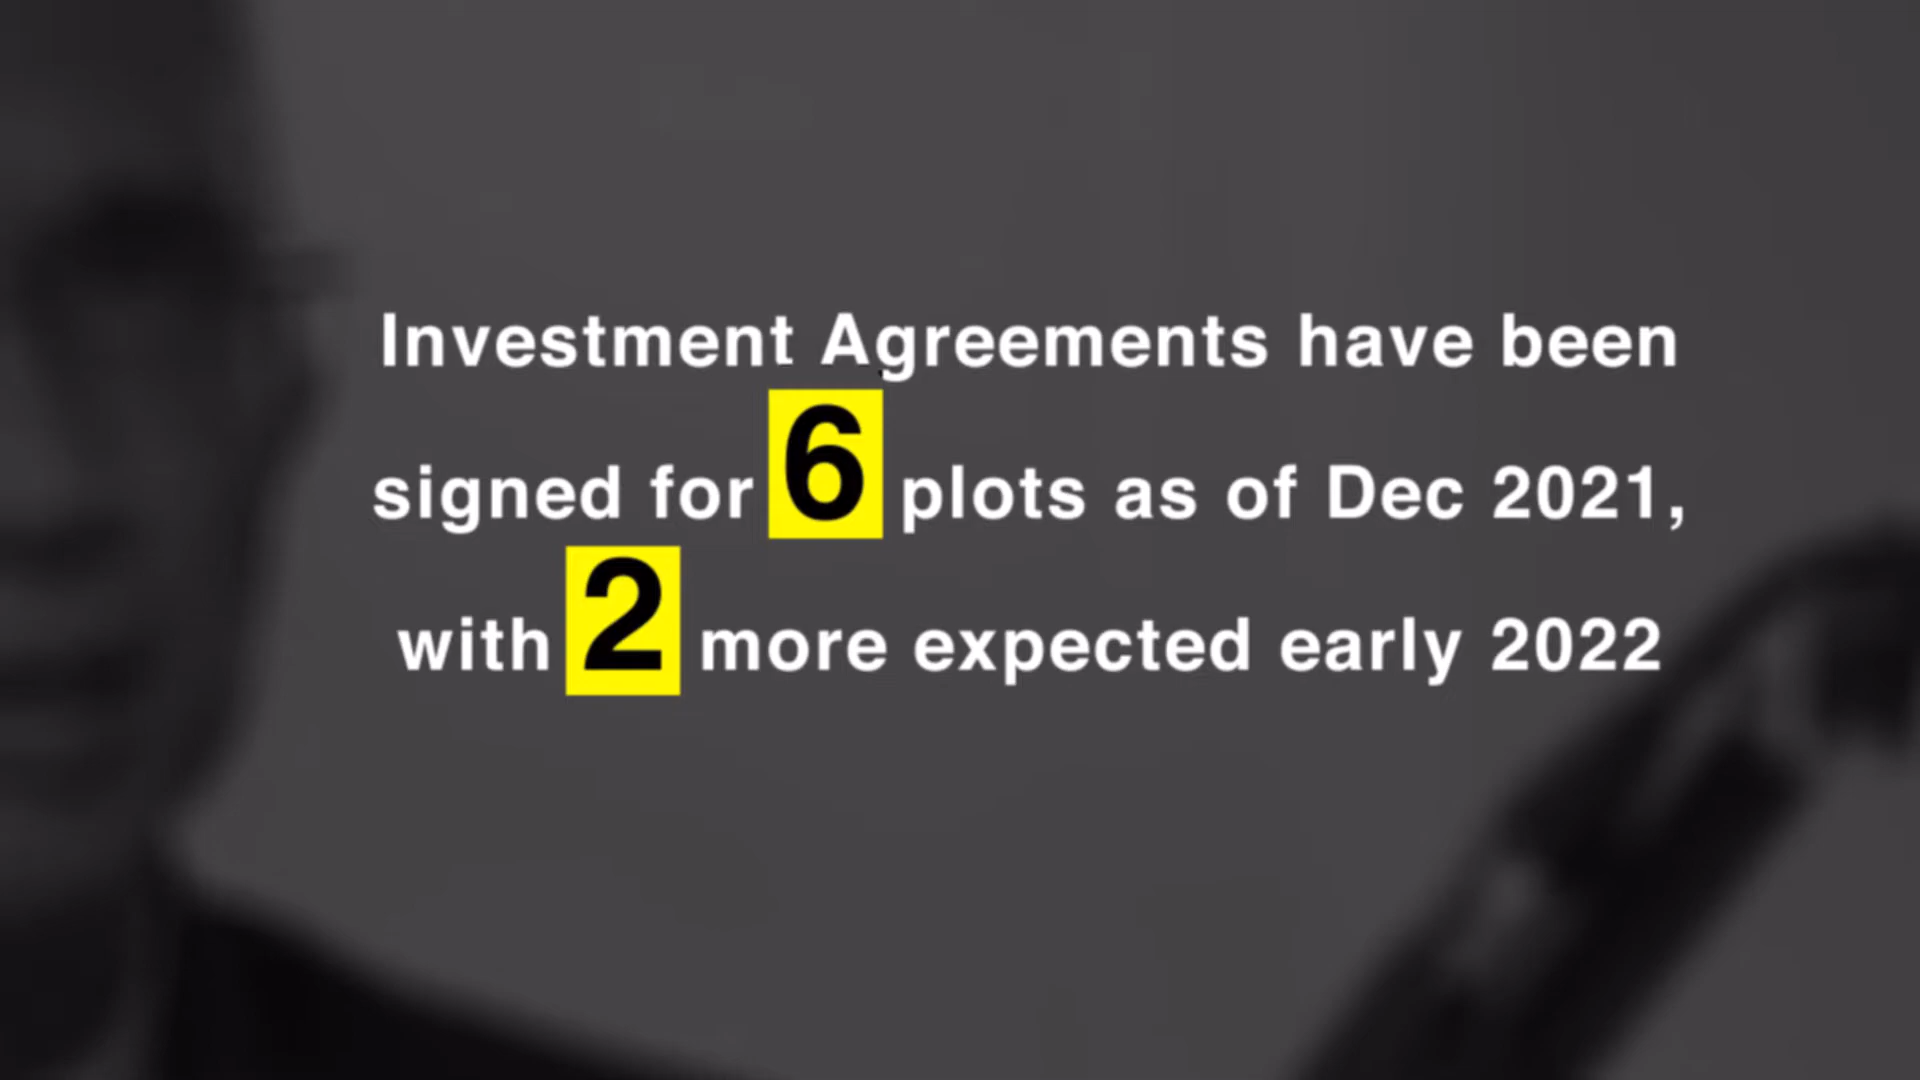 Investment Agreements have been
signed for 6 plots as of Dec 2021,
with 2 more expected early 2022